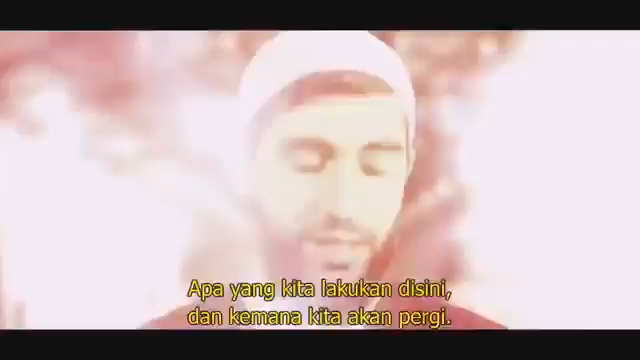 Apa yang kita lakukan disini,
dan kemana kita akan pergi.